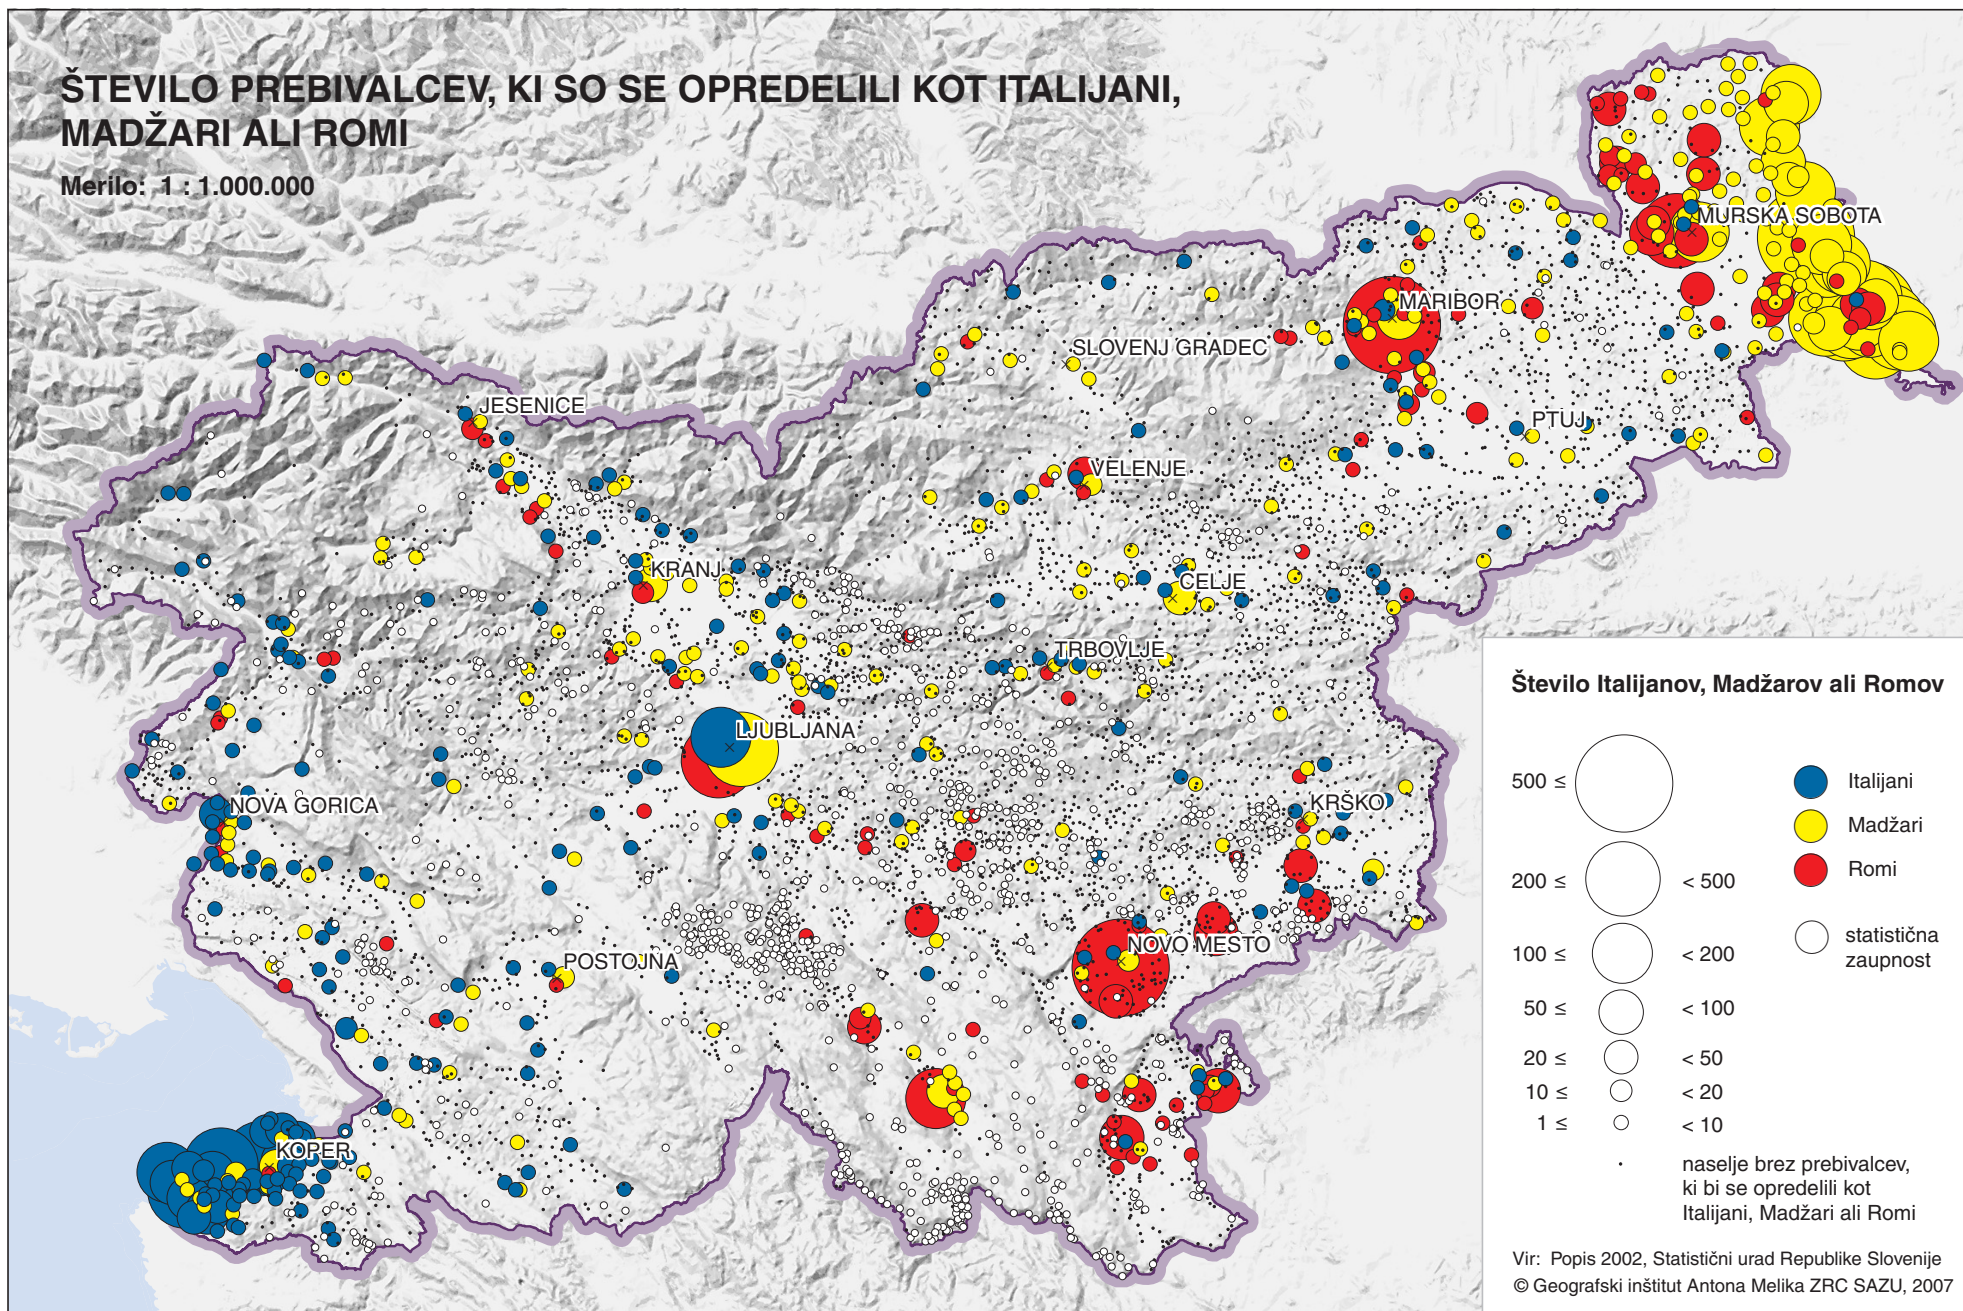 ŠTEVILO PREBIVALCEV, KI SO SE OPREDELILI KOT ITALIJANI,
MADŽARI ALI ROMI
Merilo: 1 : 1.000.000
MURSKA SOBOTA
MARIBOR
SLOVENJ GRADEC
JESENICE
PTUJ
VELENJE
KRANJ
CELJE
TRBOVLJE
LJUBLJANA
NOVA GORICA
KRŠKO
NOVO MESTO
POSTOJNA
KOPER
Število Italijanov, Madžarov ali Romov
500 ≤
200 ≤ < 500
100 ≤ < 200
50 ≤ < 100
20 ≤ < 50
10 ≤ < 20
1 ≤ < 10
Italijani
Madžari
Romi
statistična
zaupnost
naselje brez prebivalcev,
ki bi se opredelili kot
Italijani, Madžari ali Romi
Vir: Popis 2002, Statistični urad Republike Slovenije
© Geografski inštitut Antona Melika ZRC SAZU, 2007